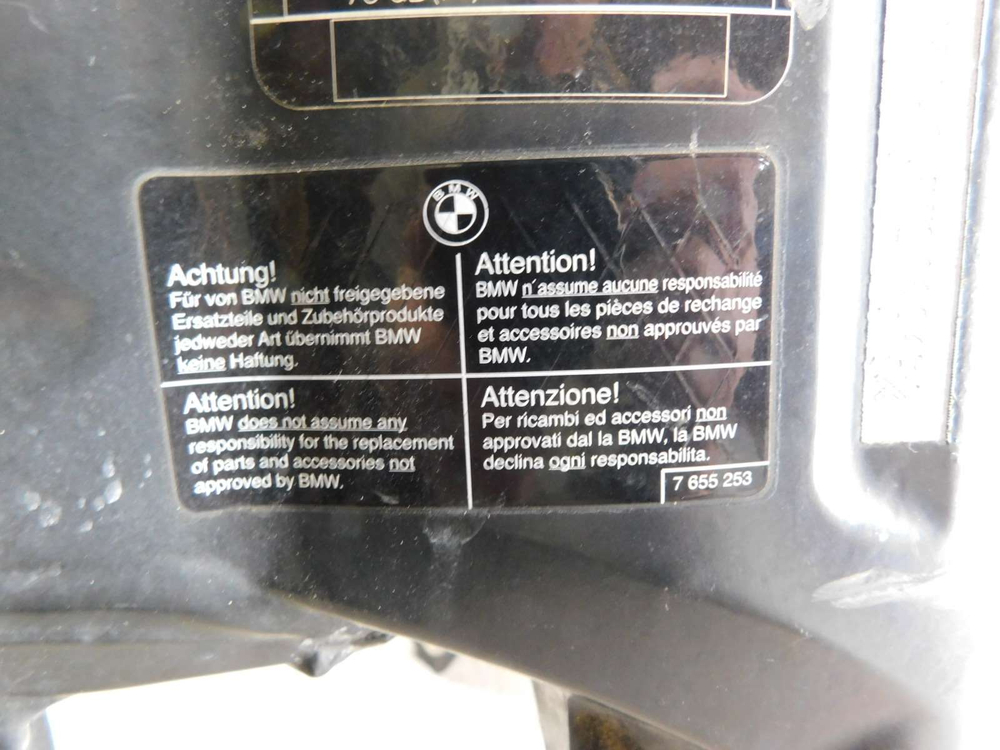 BMW
Achtung!
Für von BMW nicht freigegebene
Ersatzteile und Zubehörprodukte
jedweder Art übernimmt BMW
keine Haftung.
Attention!
BMW n'assume aucune responsabilité
pour tous les pièces de rechange
et accessoires non approuvés par
BMW.
Attention!
BMW does not assume any
responsibility for the replacement
of parts and accessories not
approved by BMW.
Attenzione!
Per ricambi ed accessori non
approvati dal la BMW, la BMW
declina ogni responsabilita.
7 655 253